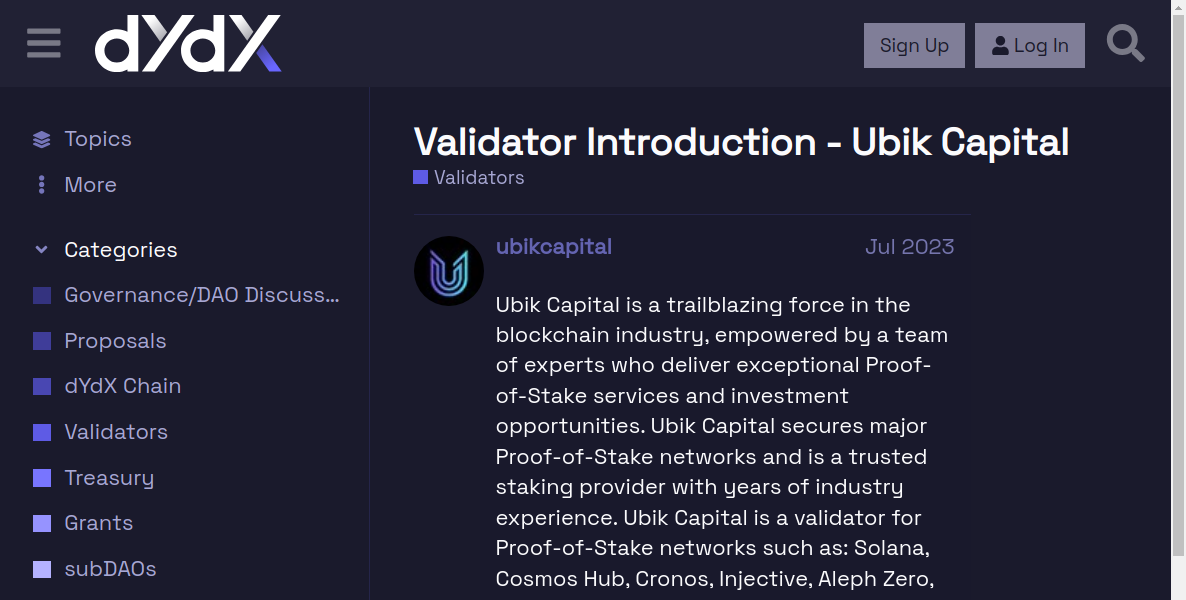 dYdX
Sign Up
Log In
Topics
More
Categories
Governance/DAO Discuss...
Proposals
dYdX Chain
Validators
Treasury
Grants
subDAOs
Validator Introduction - Ubik Capital
Validators
ubikcapital
Jul 2023
Ubik Capital is a trailblazing force in the
blockchain industry, empowered by a team
of experts who deliver exceptional Proof-
of-Stake services and investment
opportunities. Ubik Capital secures major
Proof-of-Stake networks and is a trusted
staking provider with years of industry
experience. Ubik Capital is a validator for
Proof-of-Stake networks such as: Solana,
Cosmos Hub, Cronos, Injective, Aleph Zero,